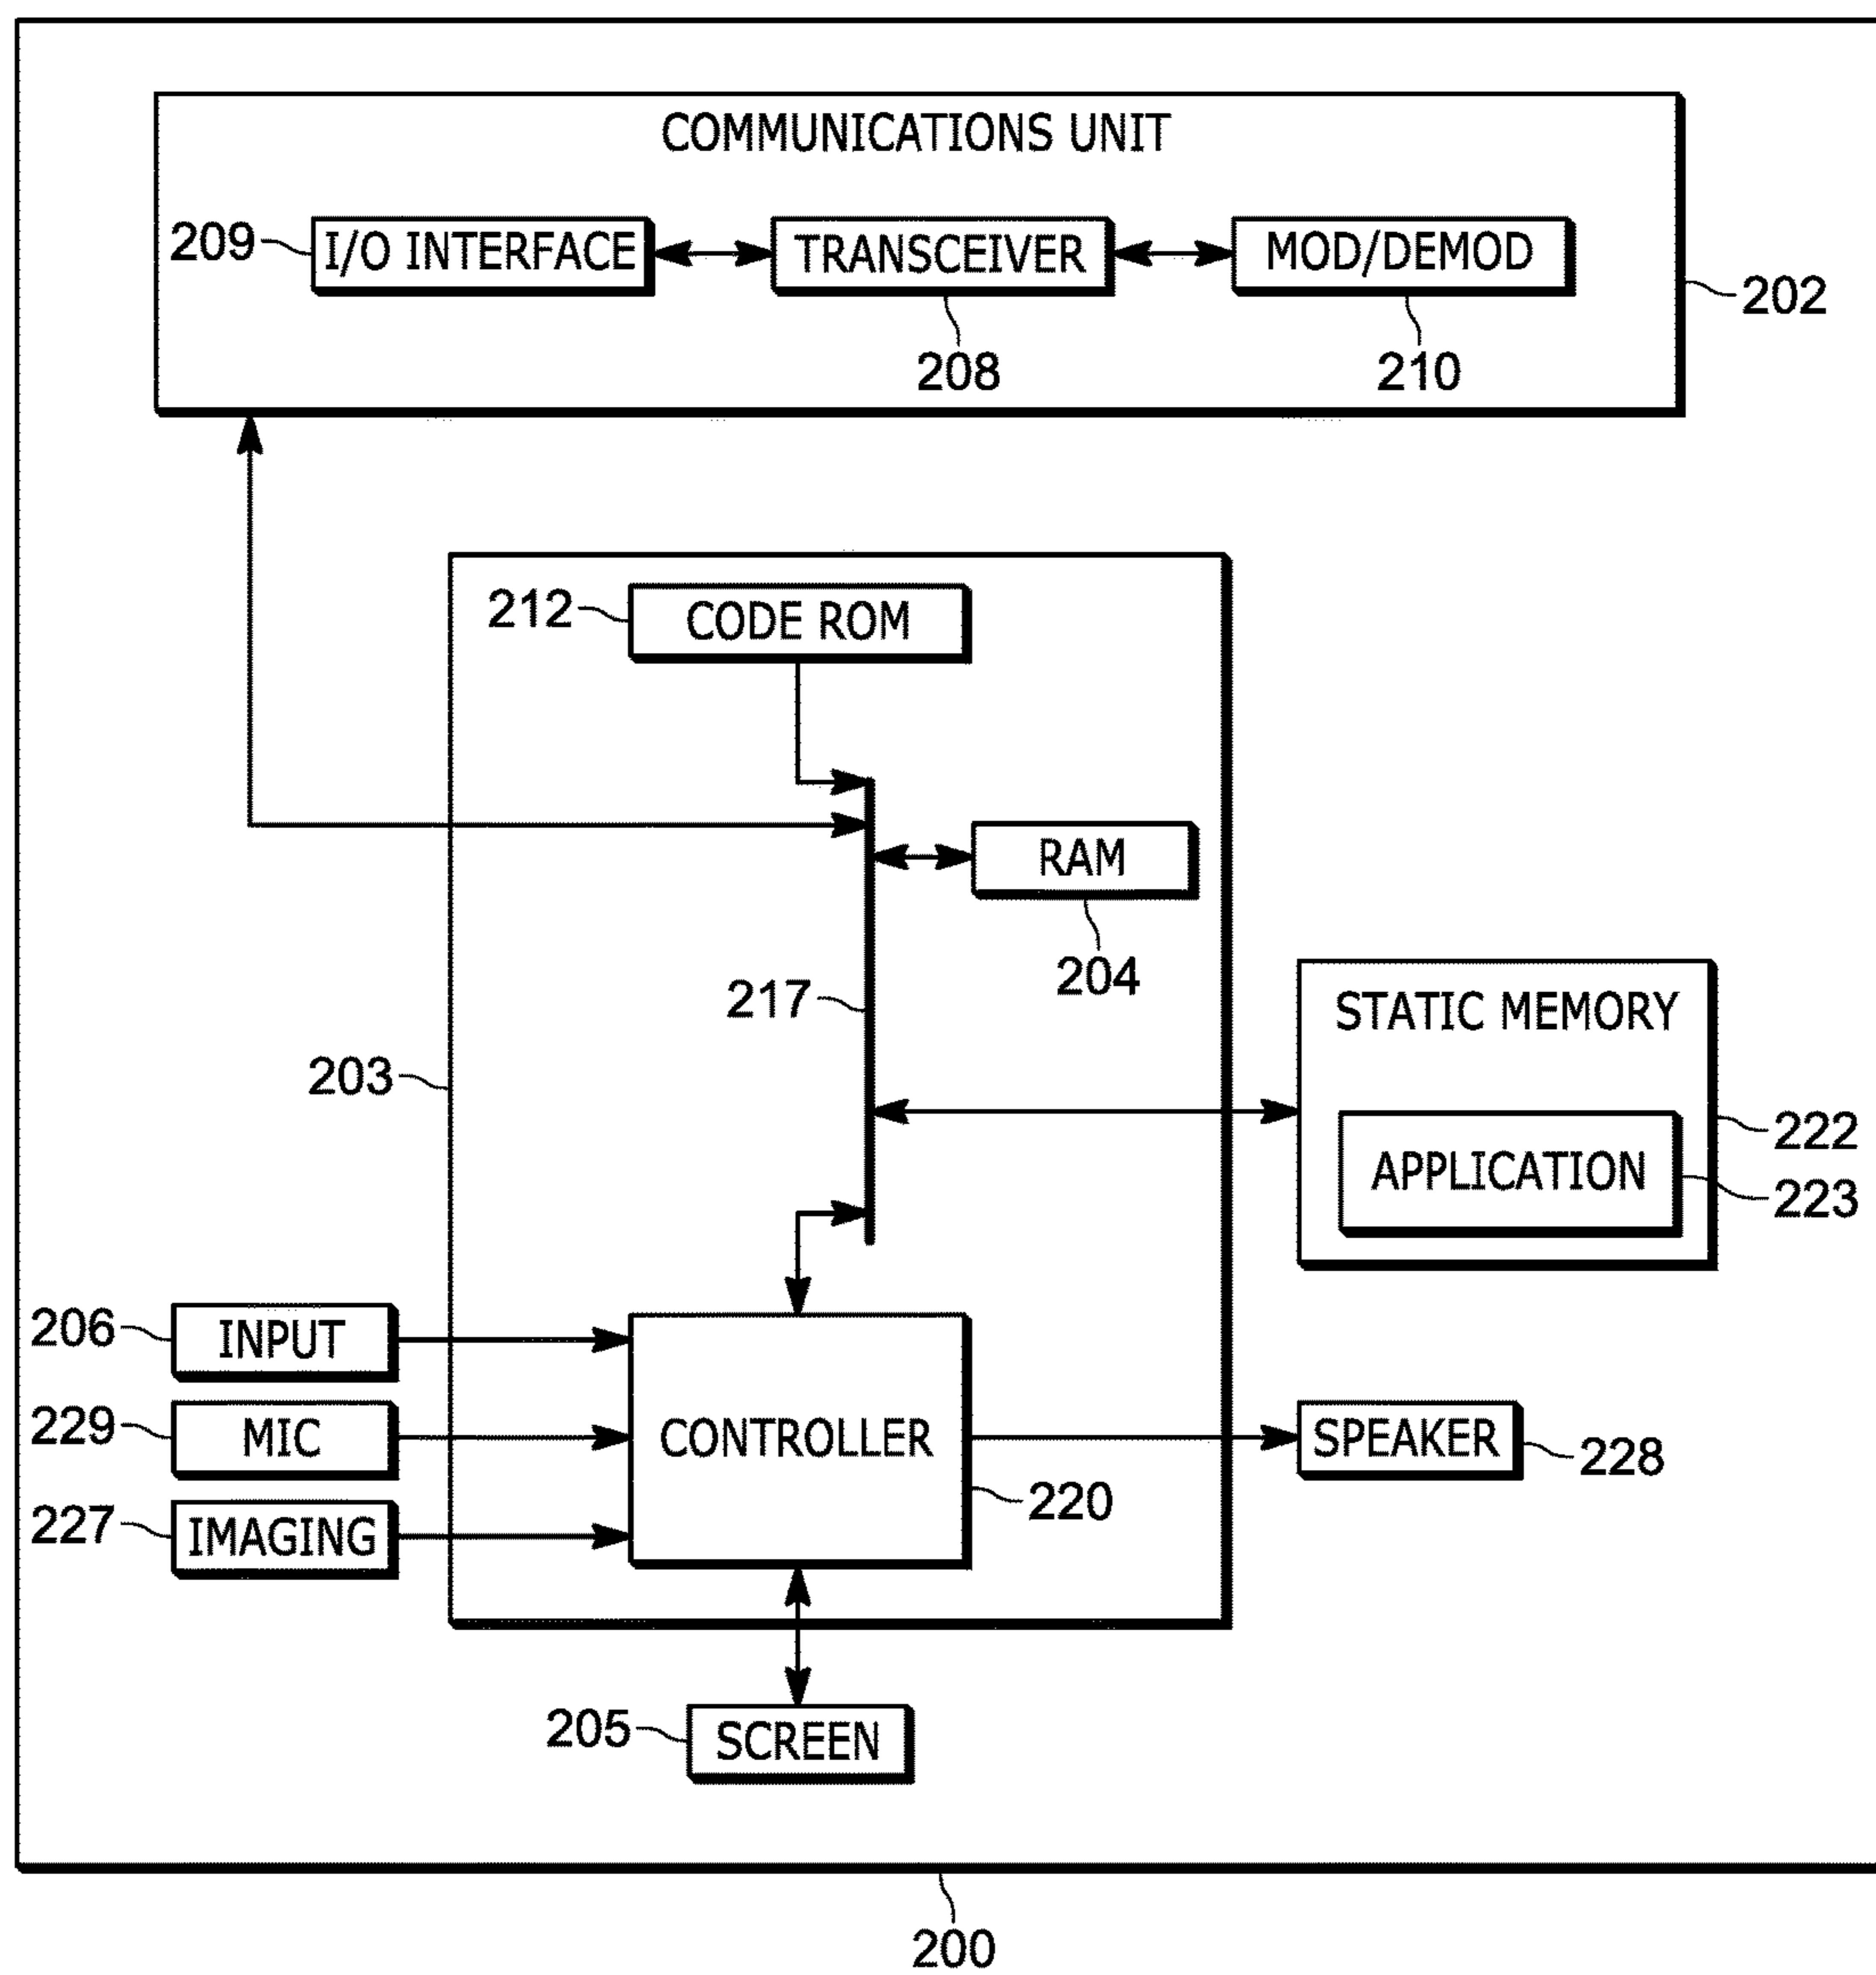 COMMUNICATIONS UNIT
209 I/O INTERFACE TRANSCEIVER MOD/DEMOD
202
208 210
212 CODE ROM
RAM
204
217
STATIC MEMORY
203
222
APPLICATION
223
206 INPUT
229 MIC CONTROLLER SPEAKER 228
220
227 IMAGING
205 SCREEN
200